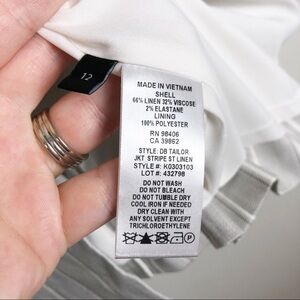 12
MADE IN VIETNAM
SHELL
66% LINEN 32% VISCOSE
2% ELASTANE
LINING
100% POLYESTER
RN 98406
CA 39862
STYLE: DB TAILOR
JKT STRIPE ST LINEN
STYLE #: K0303103
LOT #: 432798
DO NOT WASH
DO NOT BLEACH
DO NOT TUMBLE DRY
COOL IRON IF NEEDED
DRY CLEAN WITH
ANY SOLVENT EXCEPT
TRICHLOROETHYLENE
P